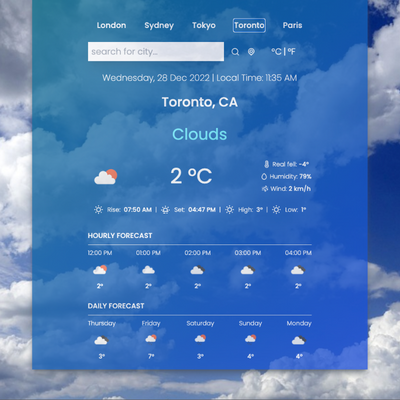 London Sydney Tokyo Toronto Paris
search for city... °C | °F
Wednesday, 28 Dec 2022 | Local Time: 11:35 AM
Toronto, CA
Clouds
Real fell: -4°
2 °C Humidity: 79%
Wind: 2 km/h
Rise: 07:50 AM | Set: 04:47 PM | High: 3° | Low: 1°
HOURLY FORECAST
12:00 PM 01:00 PM 02:00 PM 03:00 PM 04:00 PM
2° 2° 2° 2° 2°
DAILY FORECAST
Thursday Friday Saturday Sunday Monday
3° 7° 3° 4° 4°